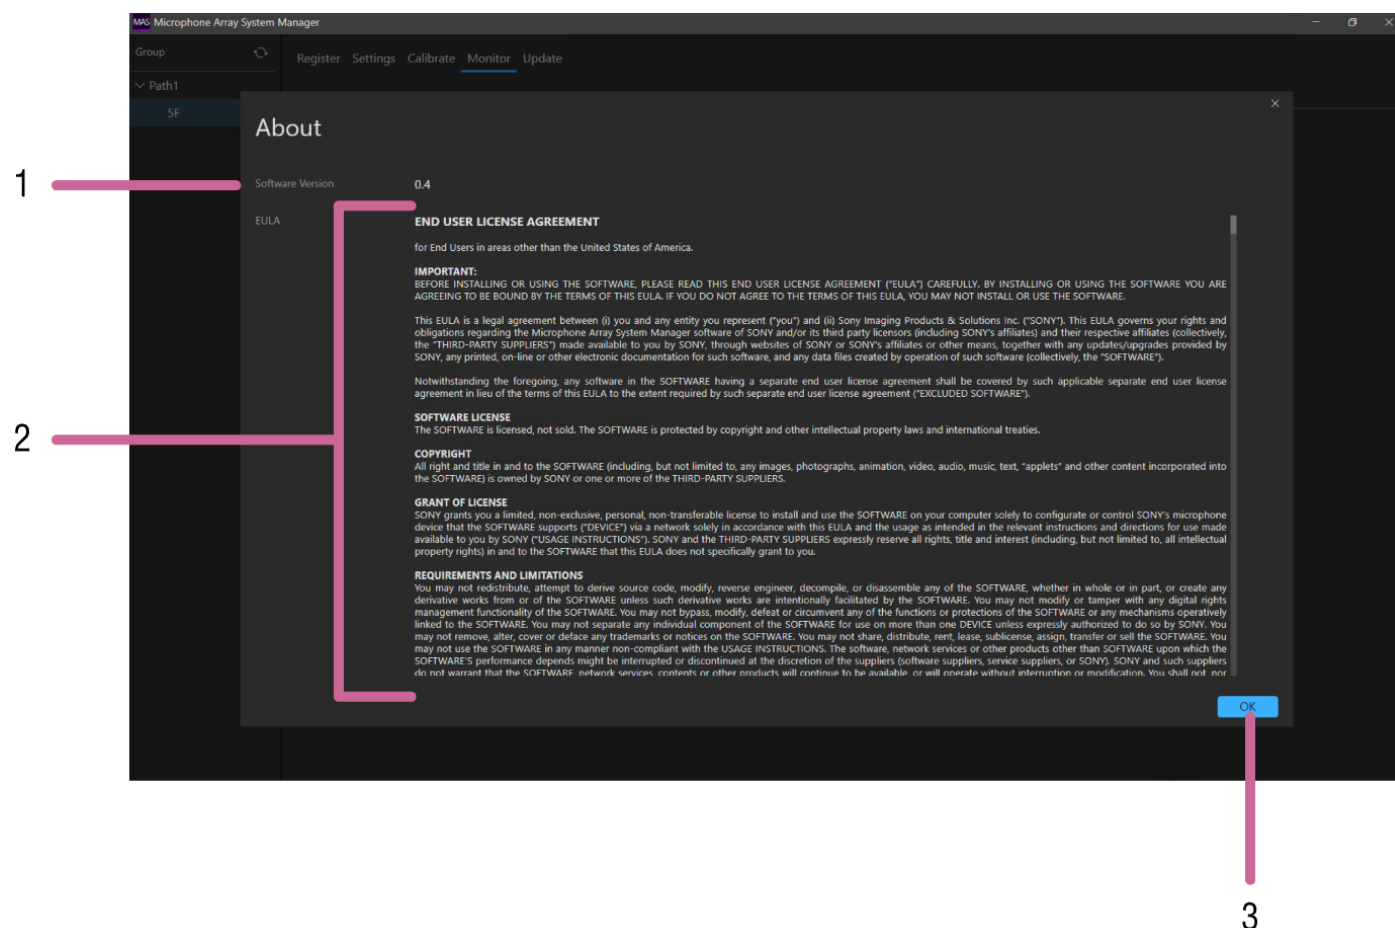 MAS Microphone Array System Manager
Group
Register Settings Calibrate Monitor Update
Path1
5F
About
1
Software Version 0.4
EULA
END USER LICENSE AGREEMENT
for End Users in areas other than the United States of America.
IMPORTANT:
BEFORE INSTALLING OR USING THE SOFTWARE, PLEASE READ THIS END USER LICENSE AGREEMENT ("EULA") CAREFULLY. BY INSTALLING OR USING THE SOFTWARE YOU ARE
AGREEING TO BE BOUND BY THE TERMS OF THIS EULA. IF YOU DO NOT AGREE TO THE TERMS OF THIS EULA, YOU MAY NOT INSTALL OR USE THE SOFTWARE.
This EULA is a legal agreement between (i) you and any entity you represent ("you") and (ii) Sony Imaging Products & Solutions Inc. ("SONY"). This EULA governs your rights and
obligations regarding the Microphone Array System Manager software of SONY and/or its third party licensors (including SONY's affiliates) and their respective affiliates (collectively,
the "THIRD-PARTY SUPPLIERS") made available to you by SONY, through websites of SONY or SONY's affiliates or other means, together with any updates/upgrades provided by
SONY, any printed, on-line or other electronic documentation for such software, and any data files created by operation of such software (collectively, the "SOFTWARE").
Notwithstanding the foregoing, any software in the SOFTWARE having a separate end user license agreement shall be covered by such applicable separate end user license
agreement in lieu of the terms of this EULA to the extent required by such separate end user license agreement ("EXCLUDED SOFTWARE").
2
SOFTWARE LICENSE
The SOFTWARE is licensed, not sold. The SOFTWARE is protected by copyright and other intellectual property laws and international treaties.
COPYRIGHT
All right and title in and to the SOFTWARE (including, but not limited to, any images, photographs, animation, video, audio, music, text, "applets" and other content incorporated into
the SOFTWARE) is owned by SONY or one or more of the THIRD-PARTY SUPPLIERS.
GRANT OF LICENSE
SONY grants you a limited, non-exclusive, personal, non-transferable license to install and use the SOFTWARE on your computer solely to configurate or control SONY's microphone
device that the SOFTWARE supports ("DEVICE") via a network solely in accordance with this EULA and the usage as intended in the relevant instructions and directions for use made
available to you by SONY ("USAGE INSTRUCTIONS"). SONY and the THIRD-PARTY SUPPLIERS expressly reserve all rights, title and interest (including, but not limited to, all intellectual
property rights) in and to the SOFTWARE that this EULA does not specifically grant to you.
REQUIREMENTS AND LIMITATIONS
You may not redistribute, attempt to derive source code, modify, reverse engineer, decompile, or disassemble any of the SOFTWARE, whether in whole or in part, or create any
derivative works from or of the SOFTWARE unless such derivative works are intentionally facilitated by the SOFTWARE. You may not modify or tamper with any digital rights
management functionality of the SOFTWARE. You may not bypass, modify, defeat or circumvent any of the functions or protections of the SOFTWARE or any mechanisms operatively
linked to the SOFTWARE. You may not separate any individual component of the SOFTWARE for use on more than one DEVICE unless expressly authorized to do so by SONY. You
may not remove, alter, cover or deface any trademarks or notices on the SOFTWARE. You may not share, distribute, rent, lease, sublicense, assign, transfer or sell the SOFTWARE. You
may not use the SOFTWARE in any manner non-compliant with the USAGE INSTRUCTIONS. The software, network services or other products other than SOFTWARE upon which the
SOFTWARE'S performance depends might be interrupted or discontinued at the discretion of the suppliers (software suppliers, service suppliers, or SONY). SONY and such suppliers
do not warrant that the SOFTWARE, network services, contents or other products will continue to be available, or will operate without interruption or modification. You shall not, nor
OK
3